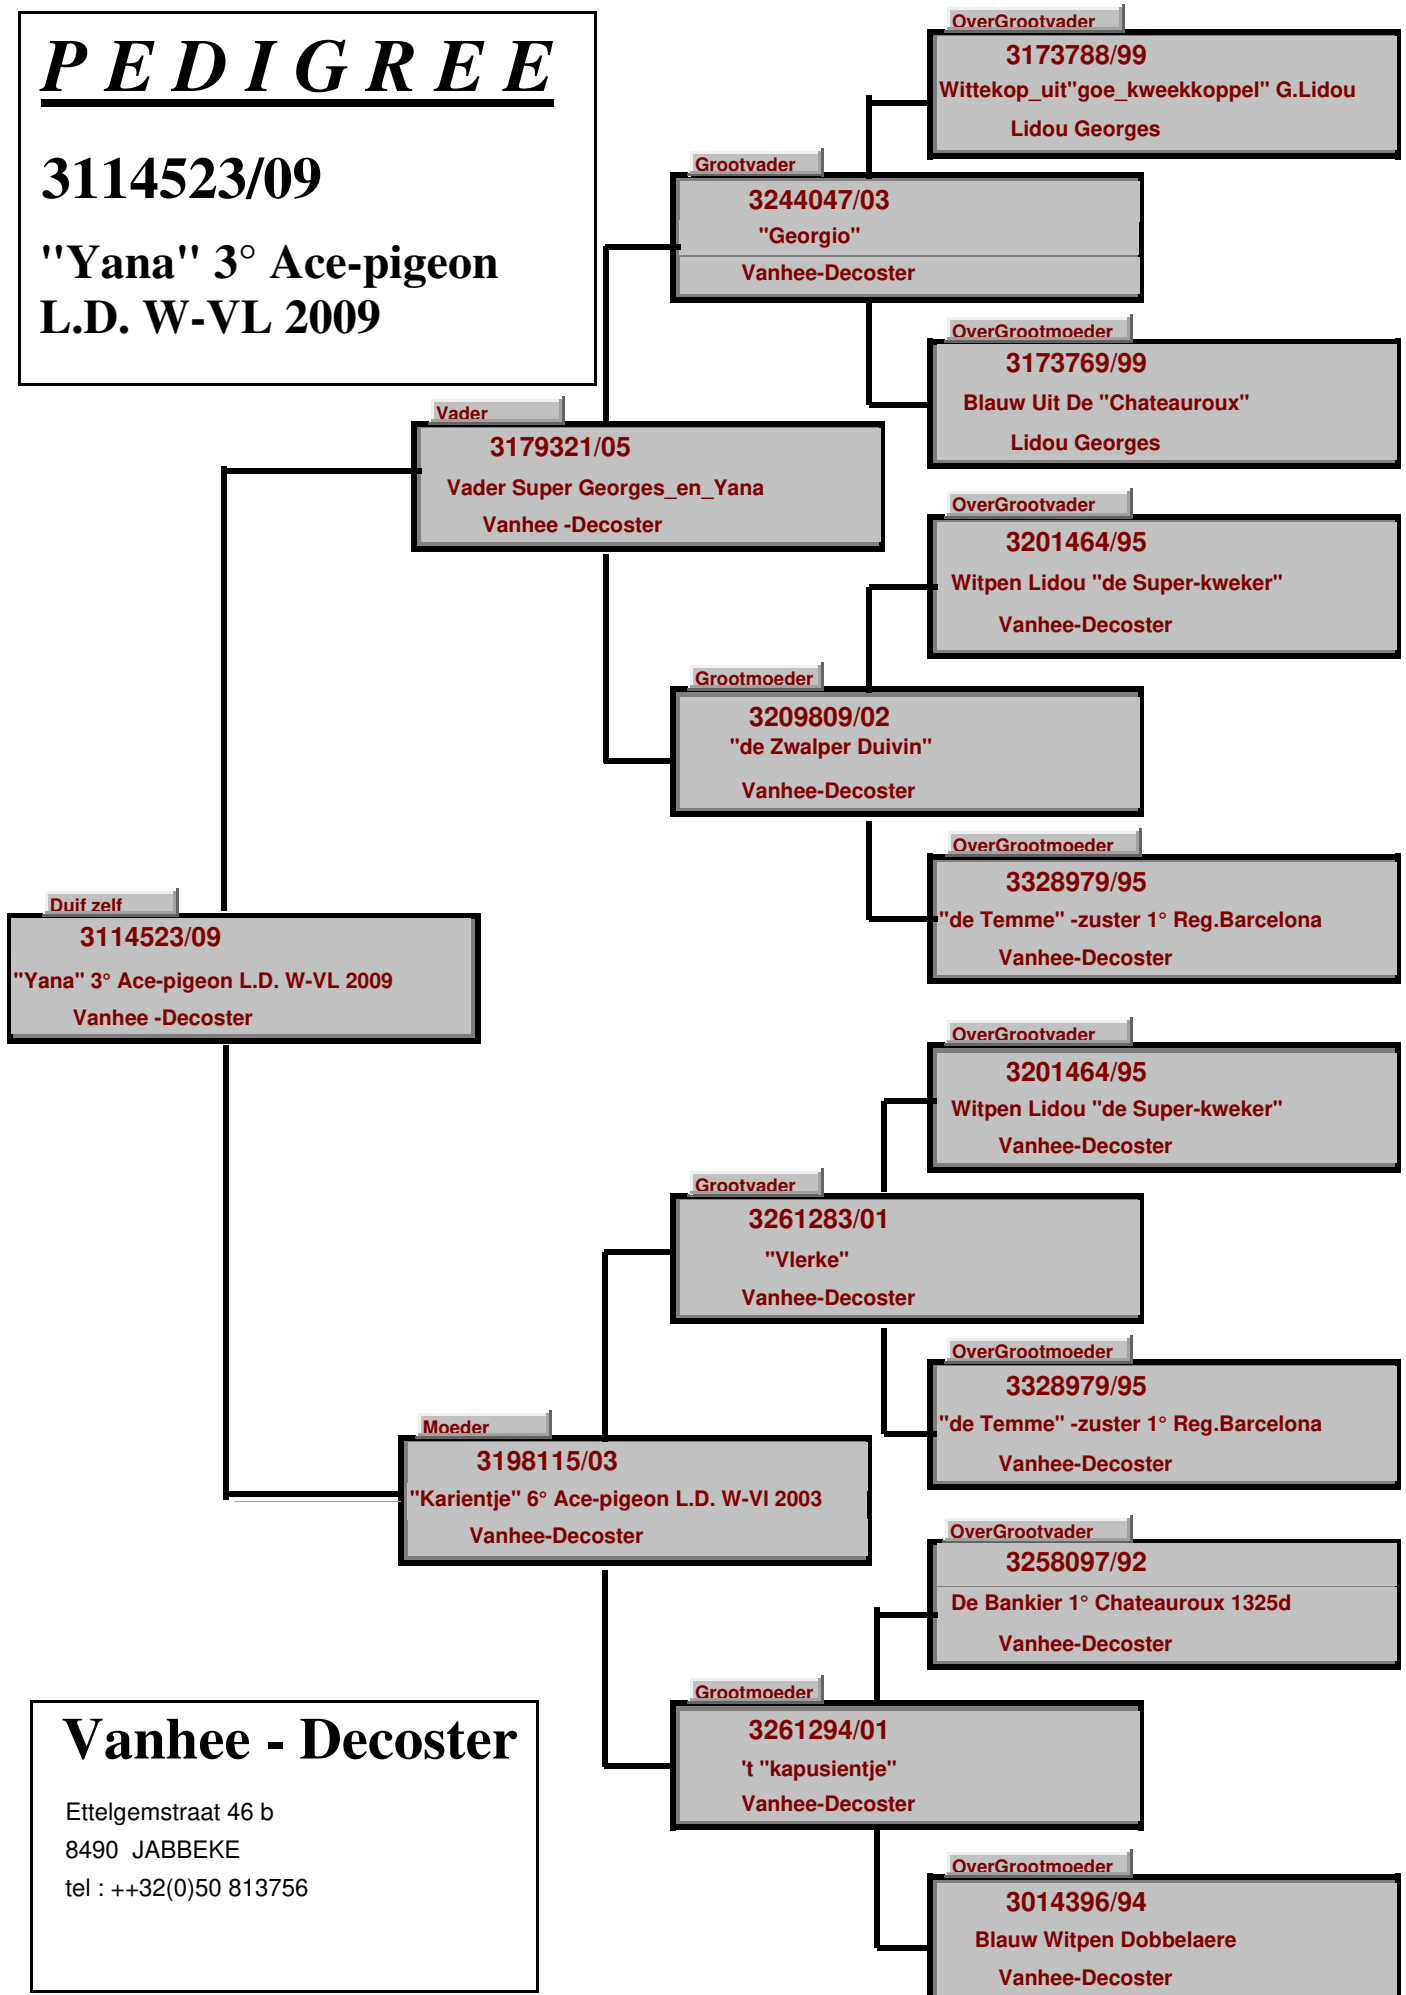 P E D I G R E E
3114523/09
"Yana" 3° Ace-pigeon
L.D. W-VL 2009
OverGrootvader
3173788/99
Wittekop_uit"goe_kweekkoppel" G.Lidou
Lidou Georges
Grootvader
3244047/03
"Georgio"
Vanhee-Decoster
OverGrootmoeder
3173769/99
Blauw Uit De "Chateauroux"
Lidou Georges
Vader
3179321/05
Vader Super Georges_en_Yana
Vanhee -Decoster
OverGrootvader
3201464/95
Witpen Lidou "de Super-kweker"
Vanhee-Decoster
Grootmoeder
3209809/02
"de Zwalper Duivin"
Vanhee-Decoster
OverGrootmoeder
3328979/95
"de Temme" -zuster 1° Reg.Barcelona
Vanhee-Decoster
Duif zelf
3114523/09
"Yana" 3° Ace-pigeon L.D. W-VL 2009
Vanhee -Decoster
OverGrootvader
3201464/95
Witpen Lidou "de Super-kweker"
Vanhee-Decoster
Grootvader
3261283/01
"Vlerke"
Vanhee-Decoster
OverGrootmoeder
3328979/95
"de Temme" -zuster 1° Reg.Barcelona
Vanhee-Decoster
Moeder
3198115/03
"Karientje" 6° Ace-pigeon L.D. W-Vl 2003
Vanhee-Decoster
OverGrootvader
3258097/92
De Bankier 1° Chateauroux 1325d
Vanhee-Decoster
Grootmoeder
3261294/01
't "kapusientje"
Vanhee-Decoster
OverGrootmoeder
3014396/94
Blauw Witpen Dobbelaere
Vanhee-Decoster
Vanhee - Decoster
Ettelgemstraat 46 b
8490 JABBEKE
tel : ++32(0)50 813756